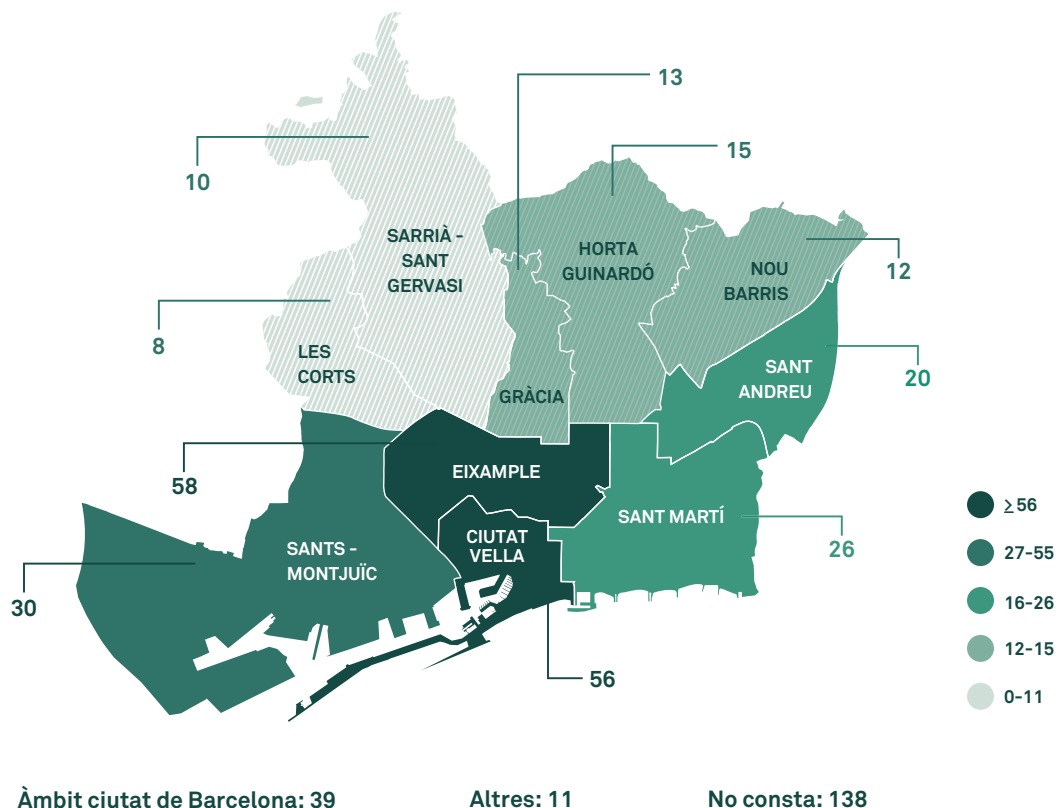 13
15
10
SARRIÀ -
SANT
GERVASI
HORTA
GUINARDÓ
NOU
BARRIS
12
8
LES
CORTS
GRÀCIA
SANT
ANDREU
20
58
EIXAMPLE
SANT MARTÍ
26
CIUTAT
VELLA
SANTS -
MONTJUÏC
30
56
≥ 56
27-55
16-26
12-15
0-11
Àmbit ciutat de Barcelona: 39
Altres: 11
No consta: 138